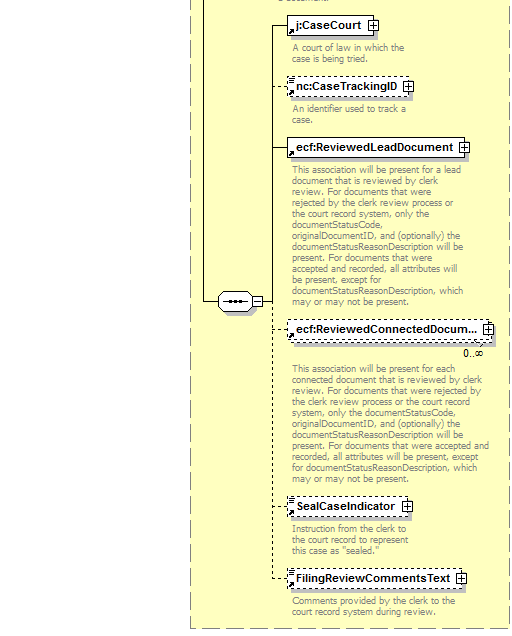 j:CaseCourt
A court of law in which the
case is being tried.
nc:CaseTrackingID
An identifier used to track a
case.
ecf:ReviewedLeadDocument
This association will be present for a lead
document that is reviewed by clerk
review. For documents that were
rejected by the clerk review process or
the court record system, only the
documentStatusCode,
originalDocumentID, and (optionally) the
documentStatusReasonDescription will be
present. For documents that were
accepted and recorded, all attributes will
be present, except for
documentStatusReasonDescription, which
may or may not be present.
ecf:ReviewedConnectedDocum...
0..∞
This association will be present for each
connected document that is reviewed by clerk
review. For documents that were rejected by
the clerk review process or the court record
system, only the documentStatusCode,
originalDocumentID, and (optionally) the
documentStatusReasonDescription will be
present. For documents that were accepted and
recorded, all attributes will be present, except
for documentStatusReasonDescription, which
may or may not be present.
SealCaseIndicator
Instruction from the clerk to
the court record to represent
this case as "sealed."
FilingReviewCommentsText
Comments provided by the clerk to the
court record system during review.